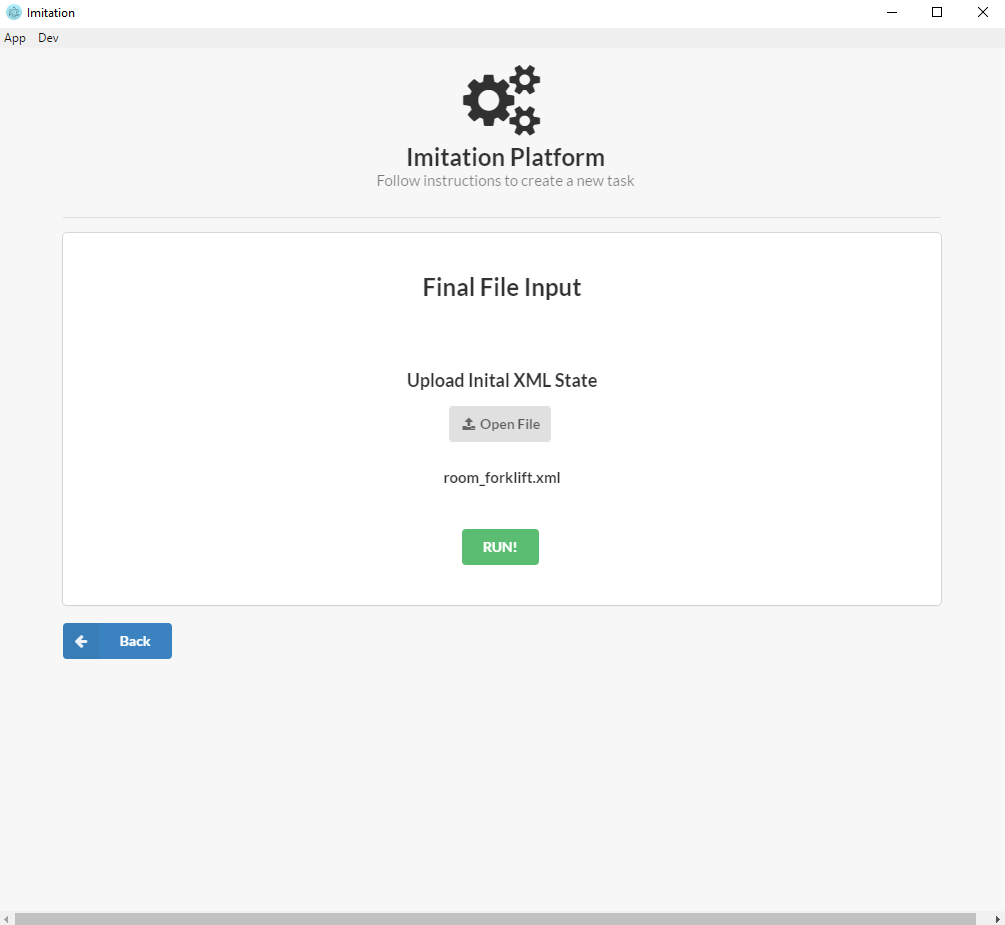 Imitation
App Dev
Imitation Platform
Follow instructions to create a new task
Final File Input
Upload Inital XML State
Open File
room_forklift.xml
RUN!
Back